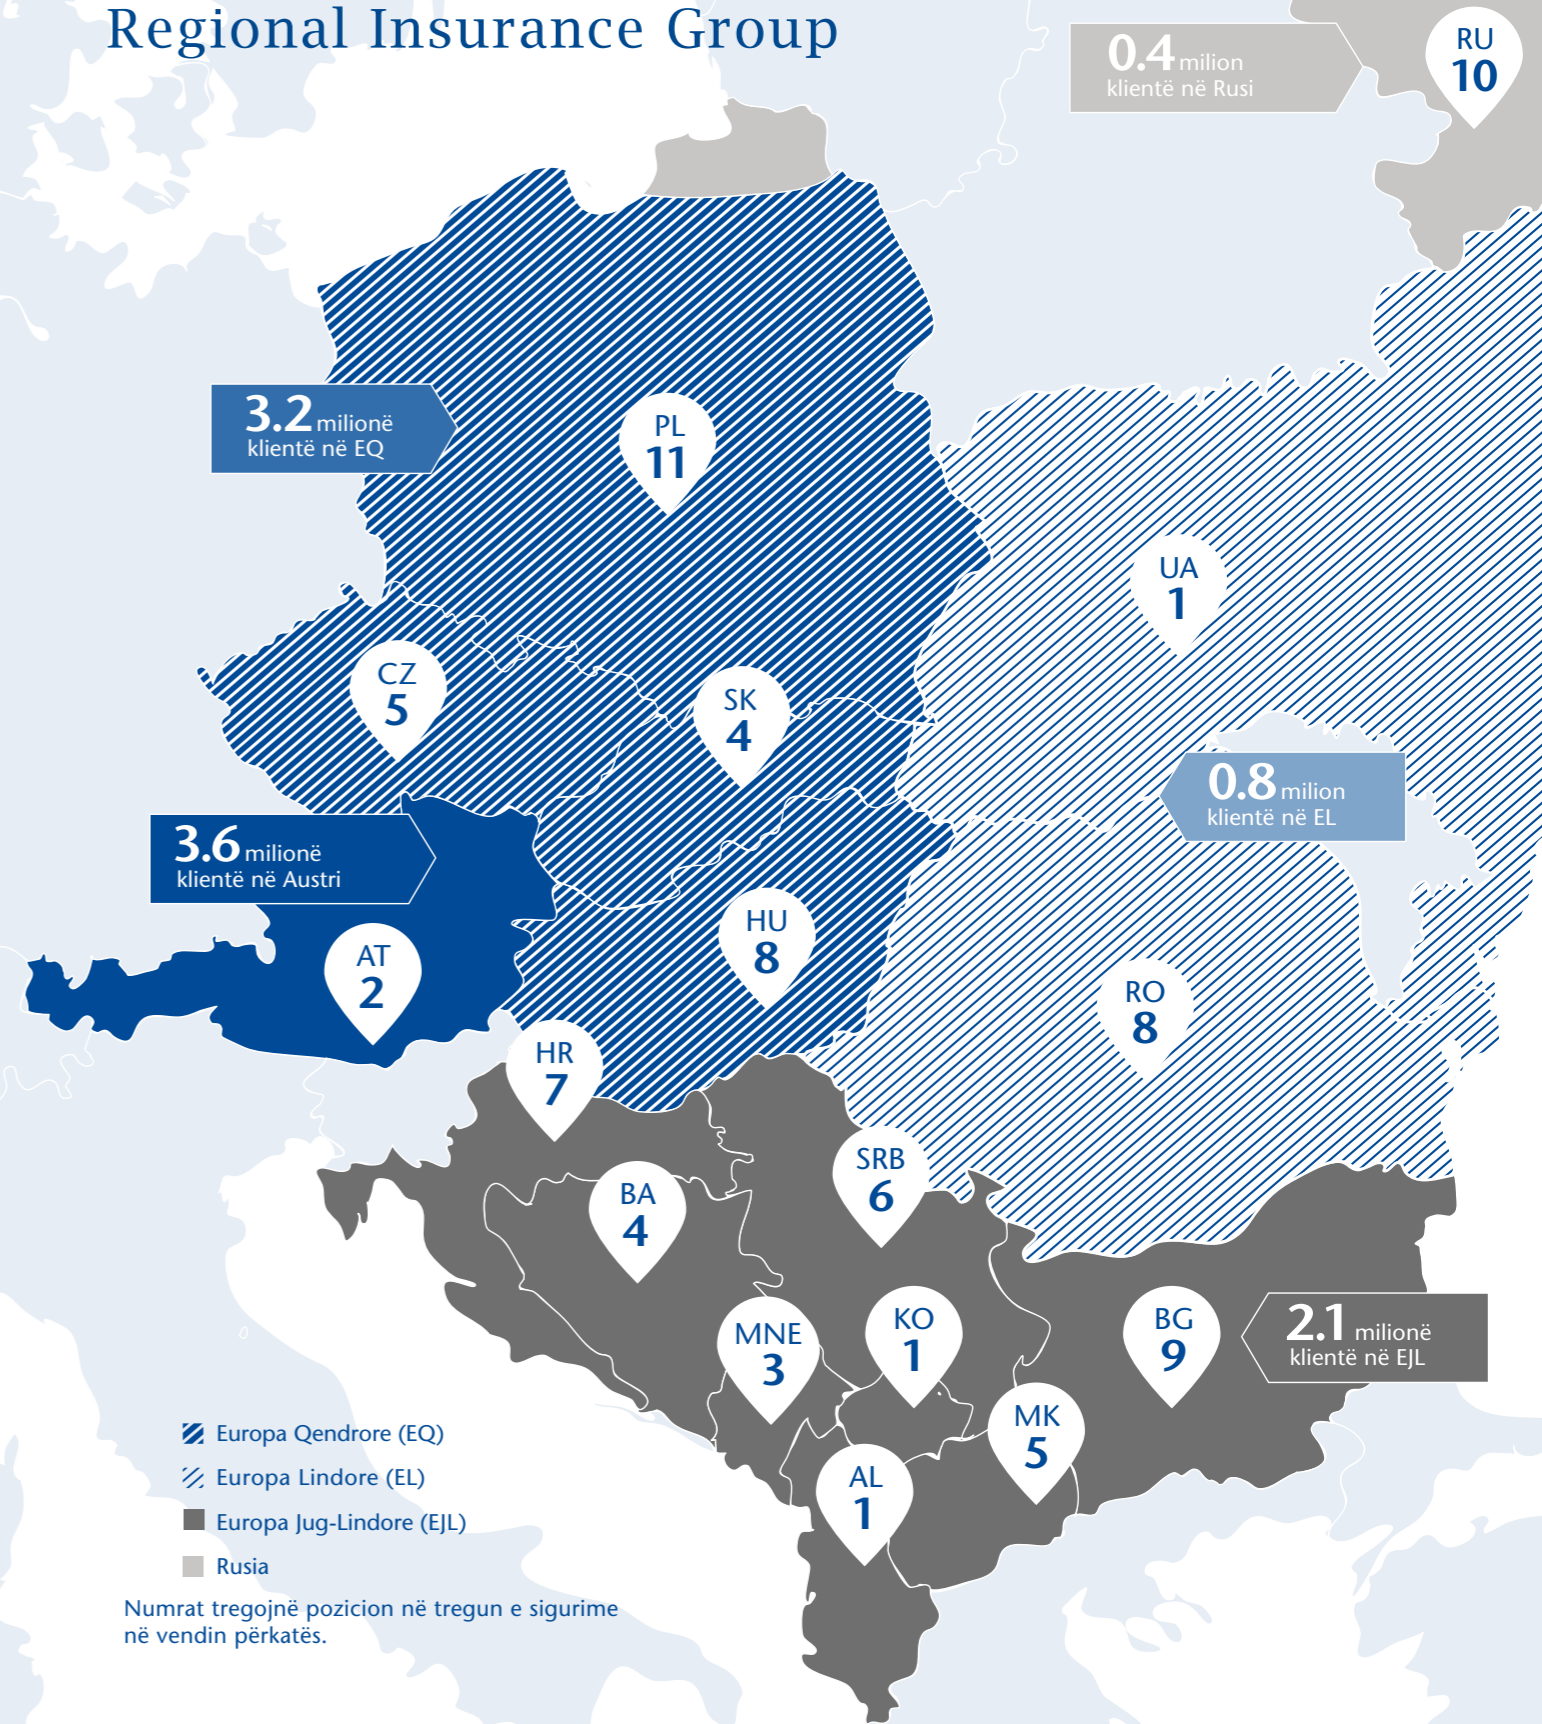 Regional Insurance Group
0.4 milion
klientë në Rusi
RU
10
3.2 milionë
klientë në EQ
PL
11
UA
1
CZ
5
SK
4
0.8 milion
klientë në EL
3.6 milionë
klientë në Austri
AT
2
HU
8
RO
8
HR
7
SRB
6
BA
4
MNE
3
KO
1
BG
9
2.1 milionë
klientë në EJL
MK
5
AL
1
Europa Qendrore (EQ)
Europa Lindore (EL)
Europa Jug-Lindore (EJL)
Rusia
Numrat tregojnë pozicion në tregun e sigurime
në vendin përkatës.